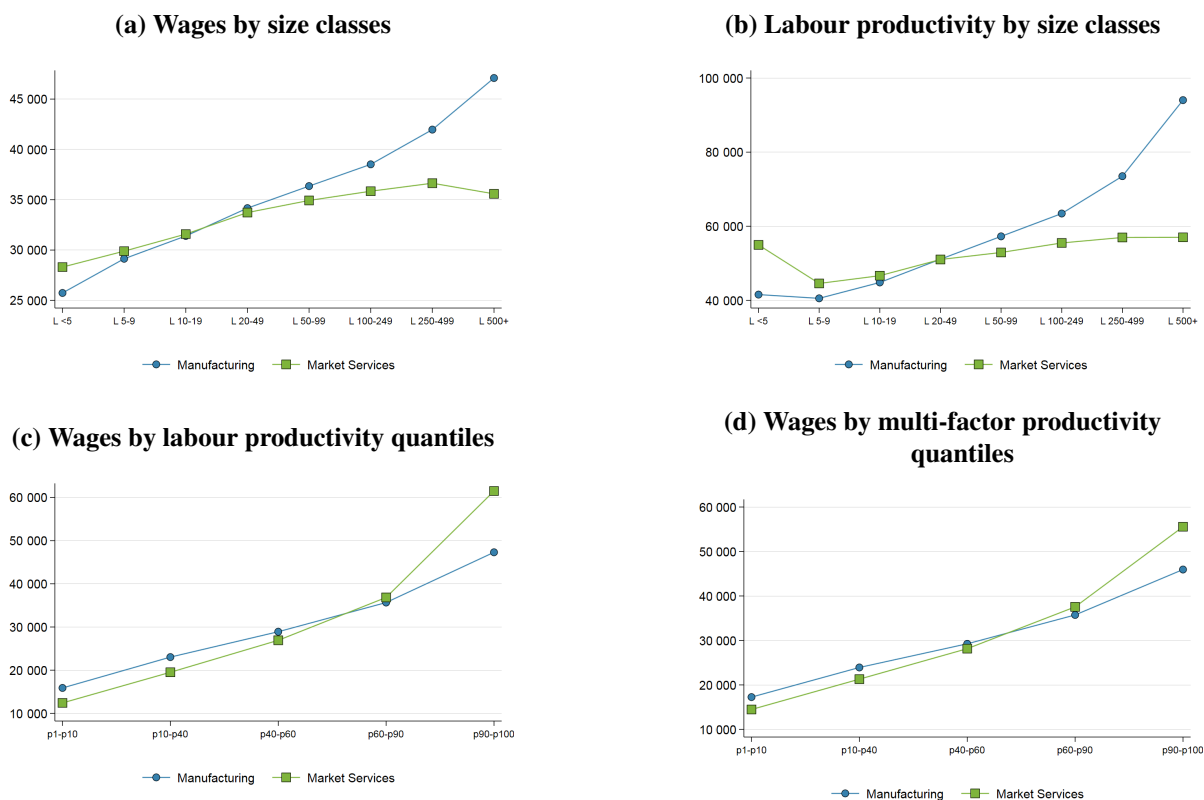 (a) Wages by size classes
45 000
40 000
35 000
30 000
25 000
L <5 L 5-9 L 10-19 L 20-49 L 50-99 L 100-249 L 250-499 L 500+
Manufacturing Market Services
(b) Labour productivity by size classes
100 000
80 000
60 000
40 000
L <5 L 5-9 L 10-19 L 20-49 L 50-99 L 100-249 L 250-499 L 500+
Manufacturing Market Services
(c) Wages by labour productivity quantiles
60 000
50 000
40 000
30 000
20 000
10 000
p1-p10 p10-p40 p40-p60 p60-p90 p90-p100
Manufacturing Market Services
(d) Wages by multi-factor productivity
quantiles
60 000
50 000
40 000
30 000
20 000
10 000
p1-p10 p10-p40 p40-p60 p60-p90 p90-p100
Manufacturing Market Services